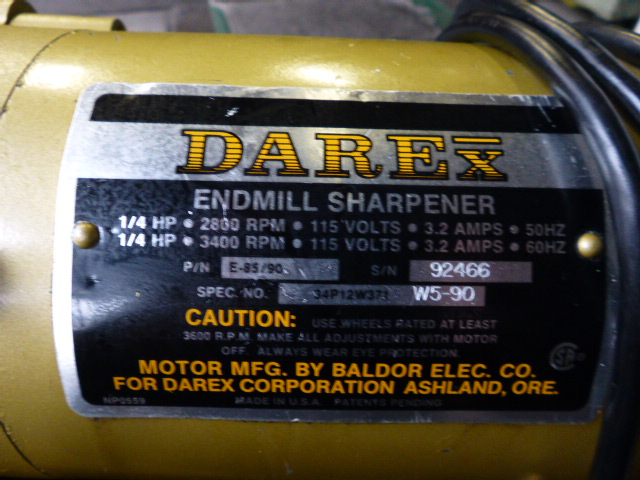 DAREX
ENDMILL SHARPENER
1/4 HP • 2800 RPM • 115 VOLTS • 3.2 AMPS • 50HZ
1/4 HP • 3400 RPM • 115 VOLTS • 3.2 AMPS • 60HZ
P/N E-85/90 S/N 92466
SPEC. NO. W5-90
CAUTION: USE WHEELS RATED AT LEAST
3600 R.P.M. MAKE ALL ADJUSTMENTS WITH MOTOR
OFF. ALWAYS WEAR EYE PROTECTION.
MOTOR MFG. BY BALDOR ELEC. CO.
FOR DAREX CORPORATION ASHLAND, ORE.
NP0559 MADE IN U.S.A. PATENTS PENDING